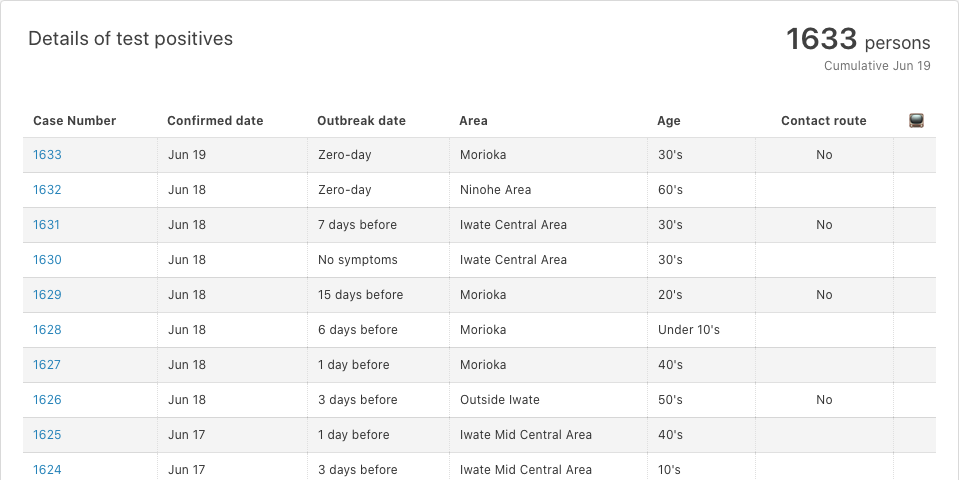 Details of test positives
1633 persons
Cumulative Jun 19
Case Number Confirmed date Outbreak date Area Age Contact route
1633 Jun 19 Zero-day Morioka 30's No
1632 Jun 18 Zero-day Ninohe Area 60's
1631 Jun 18 7 days before Iwate Central Area 30's No
1630 Jun 18 No symptoms Iwate Central Area 30's
1629 Jun 18 15 days before Morioka 20's No
1628 Jun 18 6 days before Morioka Under 10's
1627 Jun 18 1 day before Morioka 40's
1626 Jun 18 3 days before Outside Iwate 50's No
1625 Jun 17 1 day before Iwate Mid Central Area 40's
1624 Jun 17 3 days before Iwate Mid Central Area 10's